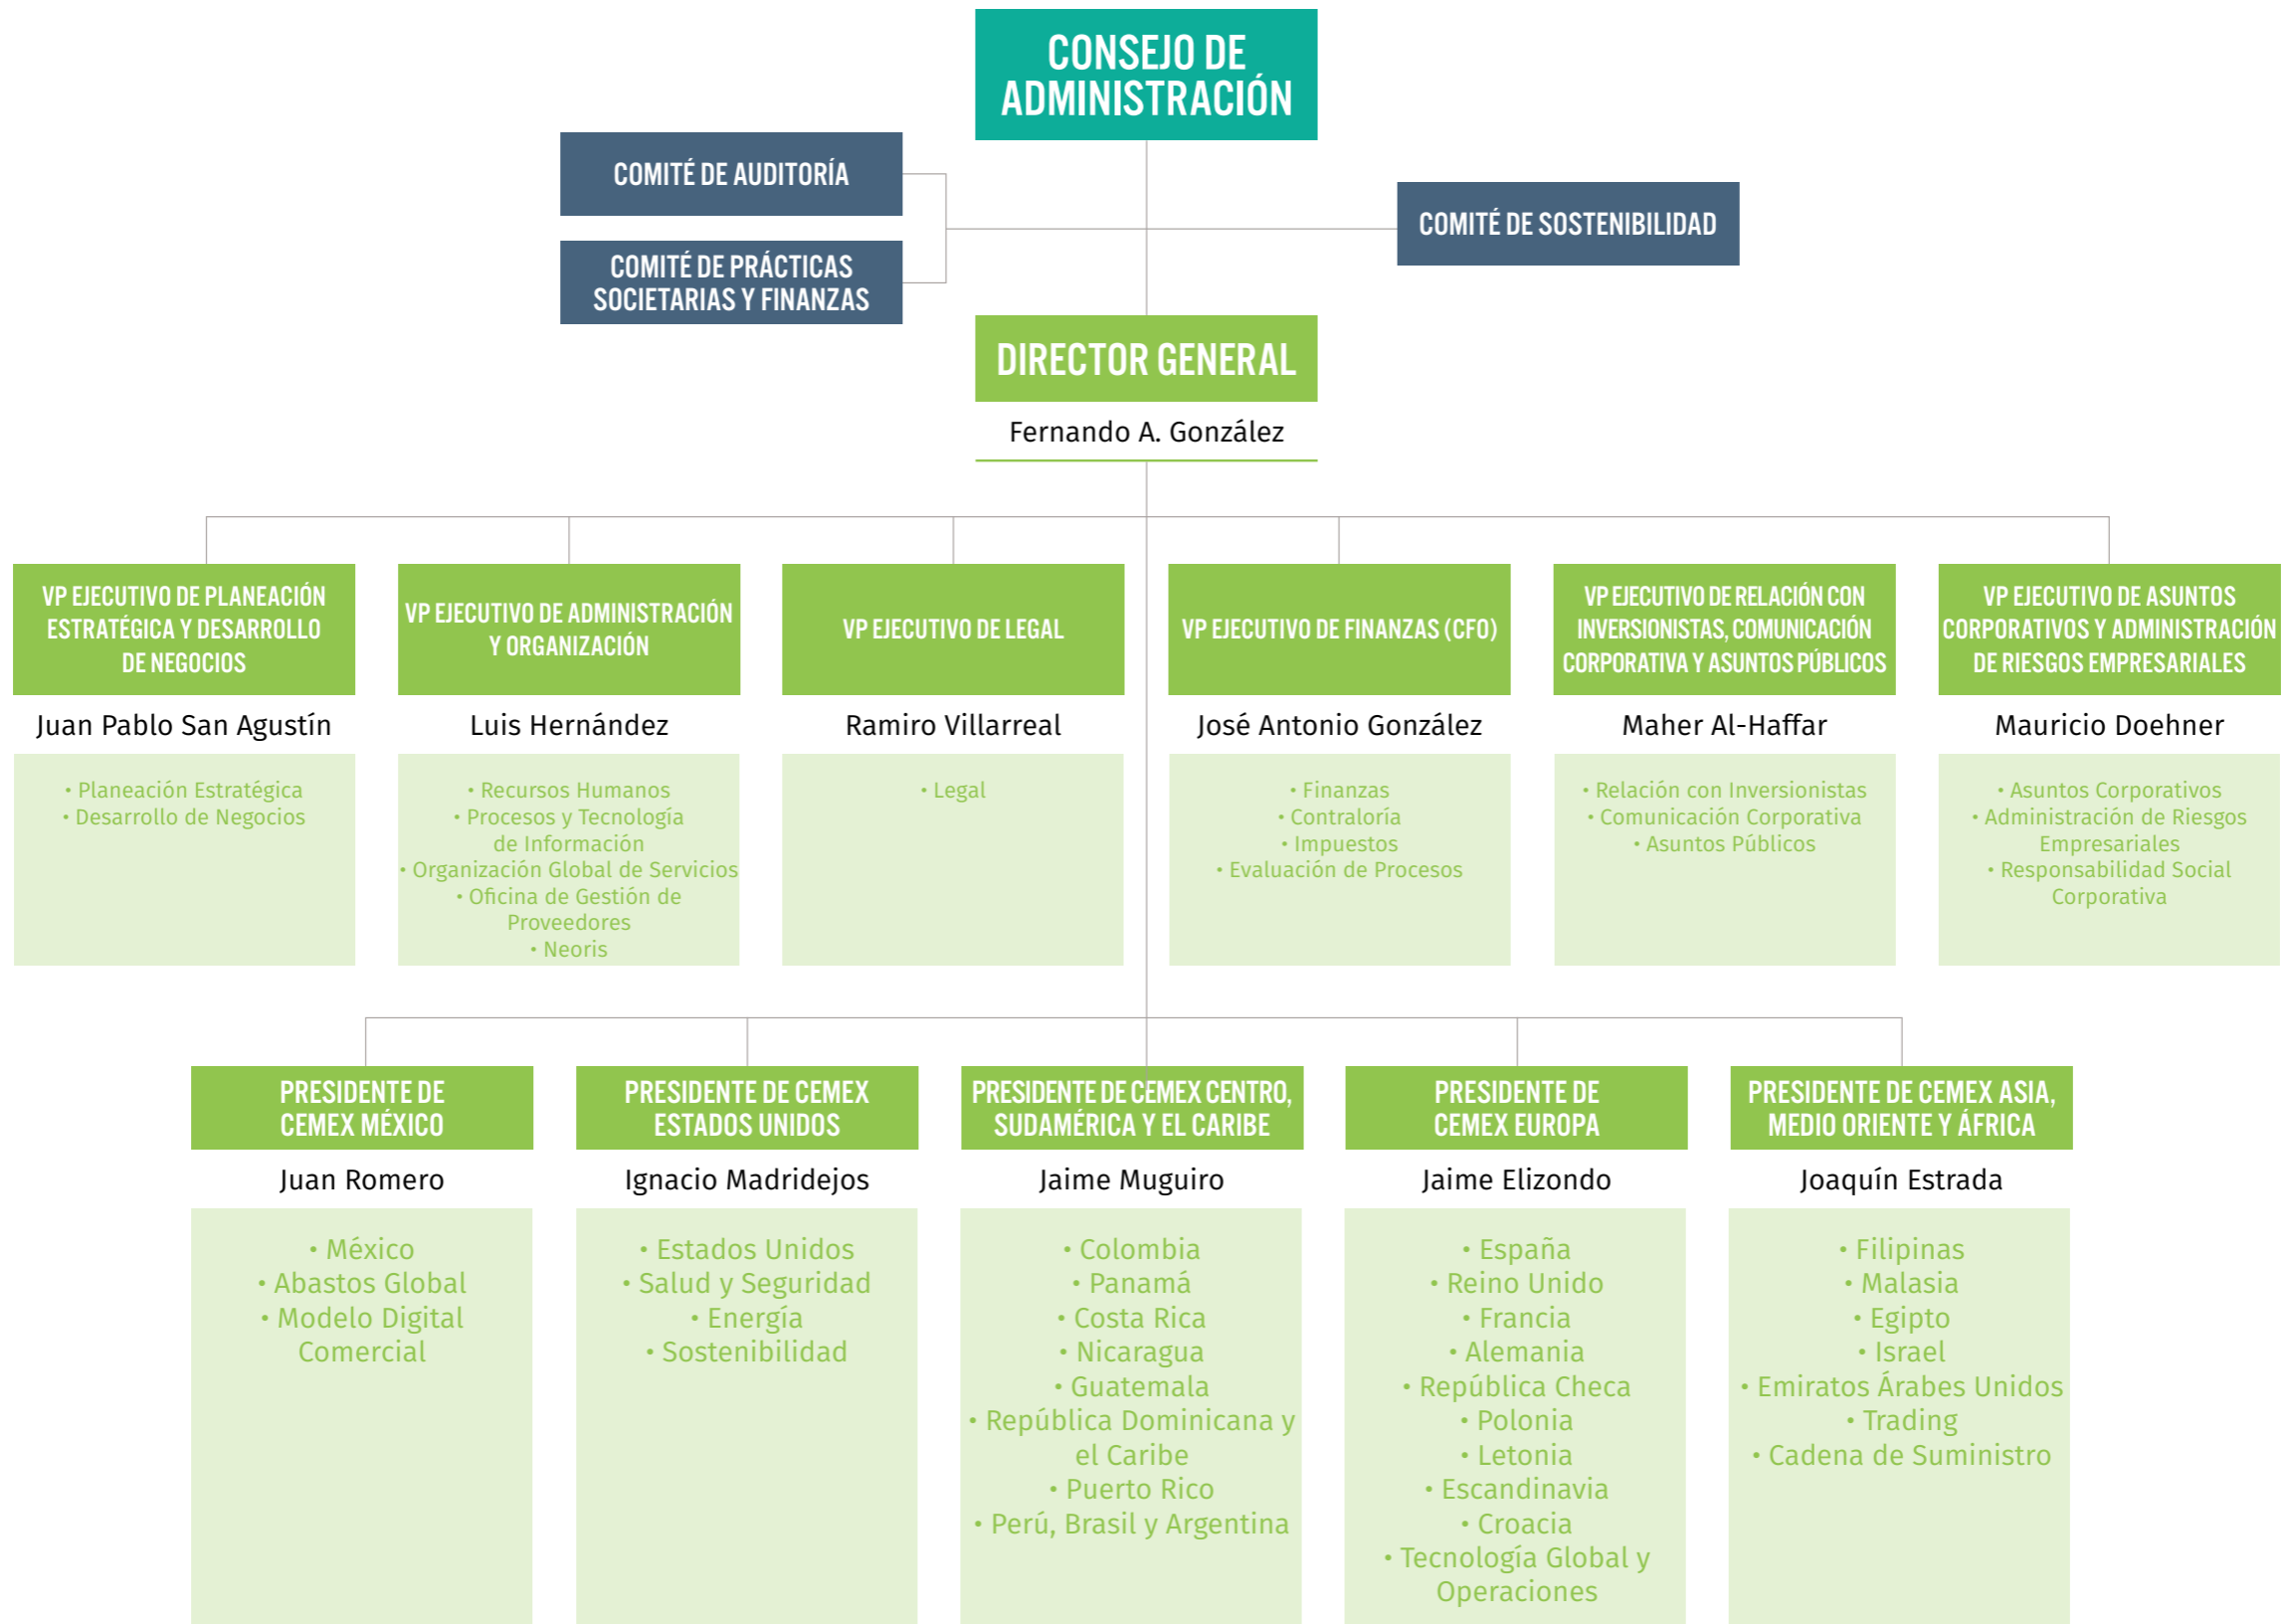 CONSEJO DE
ADMINISTRACIÓN
COMITÉ DE AUDITORÍA
COMITÉ DE PRÁCTICAS
SOCIETARIAS Y FINANZAS
COMITÉ DE SOSTENIBILIDAD
DIRECTOR GENERAL
Fernando A. González
VP EJECUTIVO DE PLANEACIÓN
ESTRATÉGICA Y DESARROLLO
DE NEGOCIOS
Juan Pablo San Agustín
• Planeación Estratégica
• Desarrollo de Negocios
VP EJECUTIVO DE ADMINISTRACIÓN
Y ORGANIZACIÓN
Luis Hernández
• Recursos Humanos
• Procesos y Tecnología
de Información
• Organización Global de Servicios
• Oficina de Gestión de
Proveedores
• Neoris
VP EJECUTIVO DE LEGAL
Ramiro Villarreal
• Legal
VP EJECUTIVO DE FINANZAS (CFO)
José Antonio González
• Finanzas
• Contraloría
• Impuestos
• Evaluación de Procesos
VP EJECUTIVO DE RELACIÓN CON
INVERSIONISTAS, COMUNICACIÓN
CORPORATIVA Y ASUNTOS PÚBLICOS
Maher Al-Haffar
• Relación con Inversionistas
• Comunicación Corporativa
• Asuntos Públicos
VP EJECUTIVO DE ASUNTOS
CORPORATIVOS Y ADMINISTRACIÓN
DE RIESGOS EMPRESARIALES
Mauricio Doehner
• Asuntos Corporativos
• Administración de Riesgos
Empresariales
• Responsabilidad Social
Corporativa
PRESIDENTE DE
CEMEX MÉXICO
Juan Romero
• México
• Abastos Global
• Modelo Digital
Comercial
PRESIDENTE DE CEMEX
ESTADOS UNIDOS
Ignacio Madridejos
• Estados Unidos
• Salud y Seguridad
• Energía
• Sostenibilidad
PRESIDENTE DE CEMEX CENTRO,
SUDAMÉRICA Y EL CARIBE
Jaime Muguiro
• Colombia
• Panamá
• Costa Rica
• Nicaragua
• Guatemala
• República Dominicana y
el Caribe
• Puerto Rico
• Perú, Brasil y Argentina
PRESIDENTE DE
CEMEX EUROPA
Jaime Elizondo
• España
• Reino Unido
• Francia
• Alemania
• República Checa
• Polonia
• Letonia
• Escandinavia
• Croacia
• Tecnología Global y
Operaciones
PRESIDENTE DE CEMEX ASIA,
MEDIO ORIENTE Y ÁFRICA
Joaquín Estrada
• Filipinas
• Malasia
• Egipto
• Israel
• Emiratos Árabes Unidos
• Trading
• Cadena de Suministro